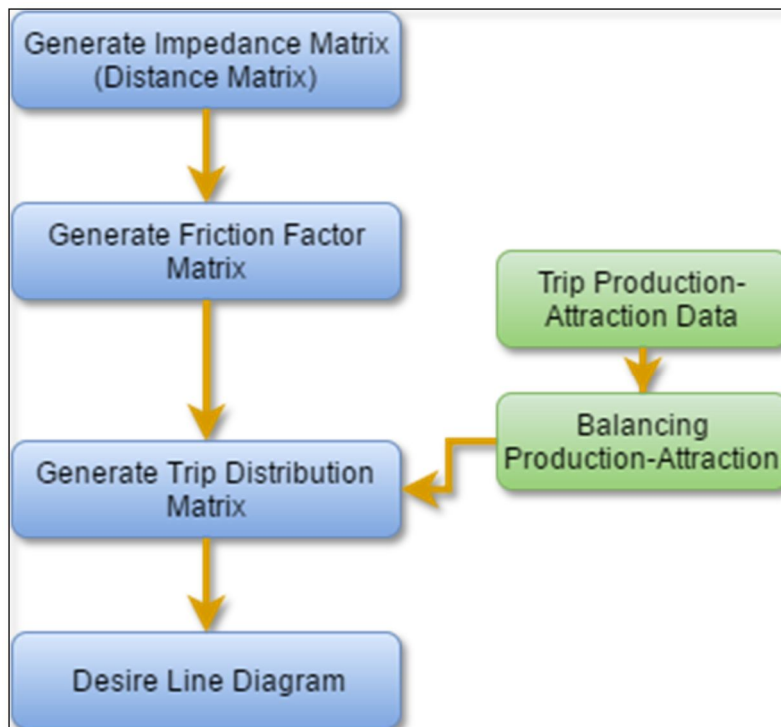 Generate Impedance Matrix
(Distance Matrix)
Generate Friction Factor
Matrix
Trip Production-
Attraction Data
Balancing
Production-Attraction
Generate Trip Distribution
Matrix
Desire Line Diagram